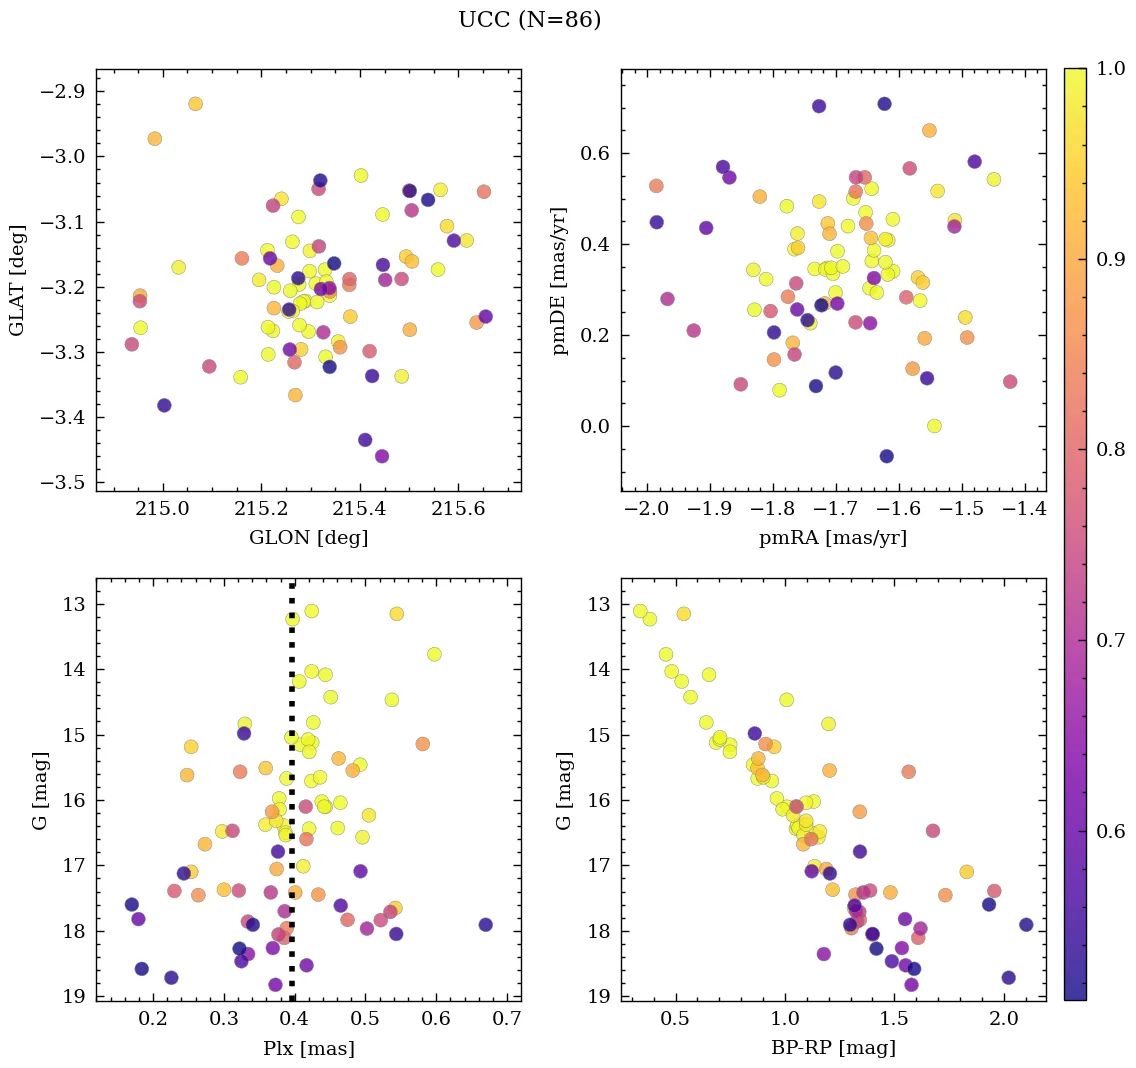 UCC (N=86)
−2.9
−3.0
−3.1
−3.2
−3.3
−3.4
−3.5
GLAT [deg]
215.0 215.2 215.4 215.6
GLON [deg]
0.6
0.4
0.2
0.0
pmDE [mas/yr]
−2.0 −1.9 −1.8 −1.7 −1.6 −1.5 −1.4
pmRA [mas/yr]
13
14
15
16
17
18
19
G [mag]
0.2 0.3 0.4 0.5 0.6 0.7
Plx [mas]
13
14
15
16
17
18
19
G [mag]
0.5 1.0 1.5 2.0
BP-RP [mag]
1.0
0.9
0.8
0.7
0.6